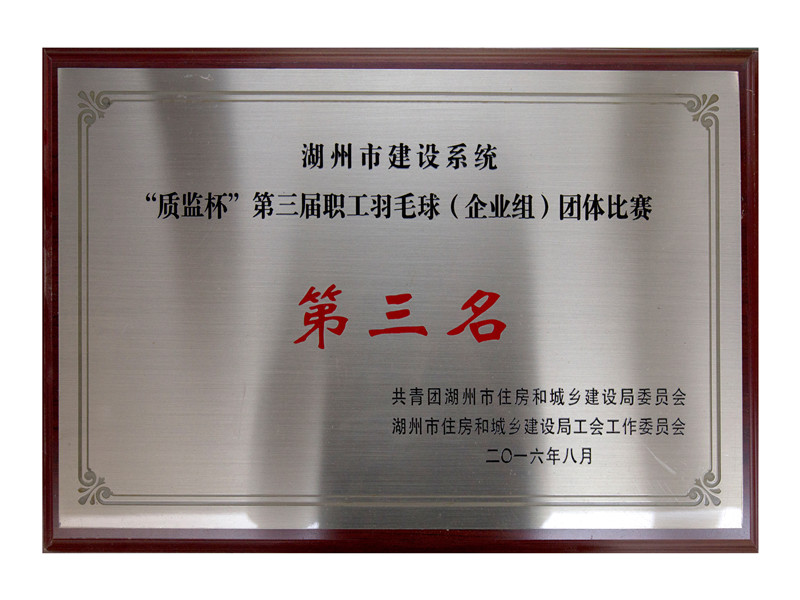 湖州市建设系统
“质监杯”第三届职工羽毛球（企业组）团体比赛
第三名
共青团湖州市住房和城乡建设局委员会
湖州市住房和城乡建设局工会工作委员会
二〇一六年八月